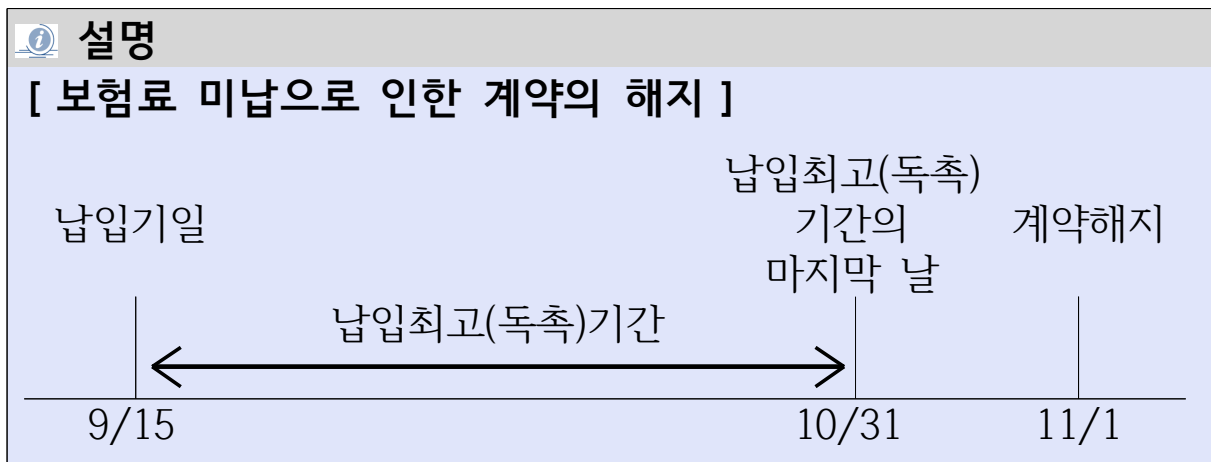 설명
[ 보험료 미납으로 인한 계약의 해지 ]
납입최고(독촉)
납입기일 기간의 계약해지
마지막 날
납입최고(독촉)기간
9/15 10/31 11/1